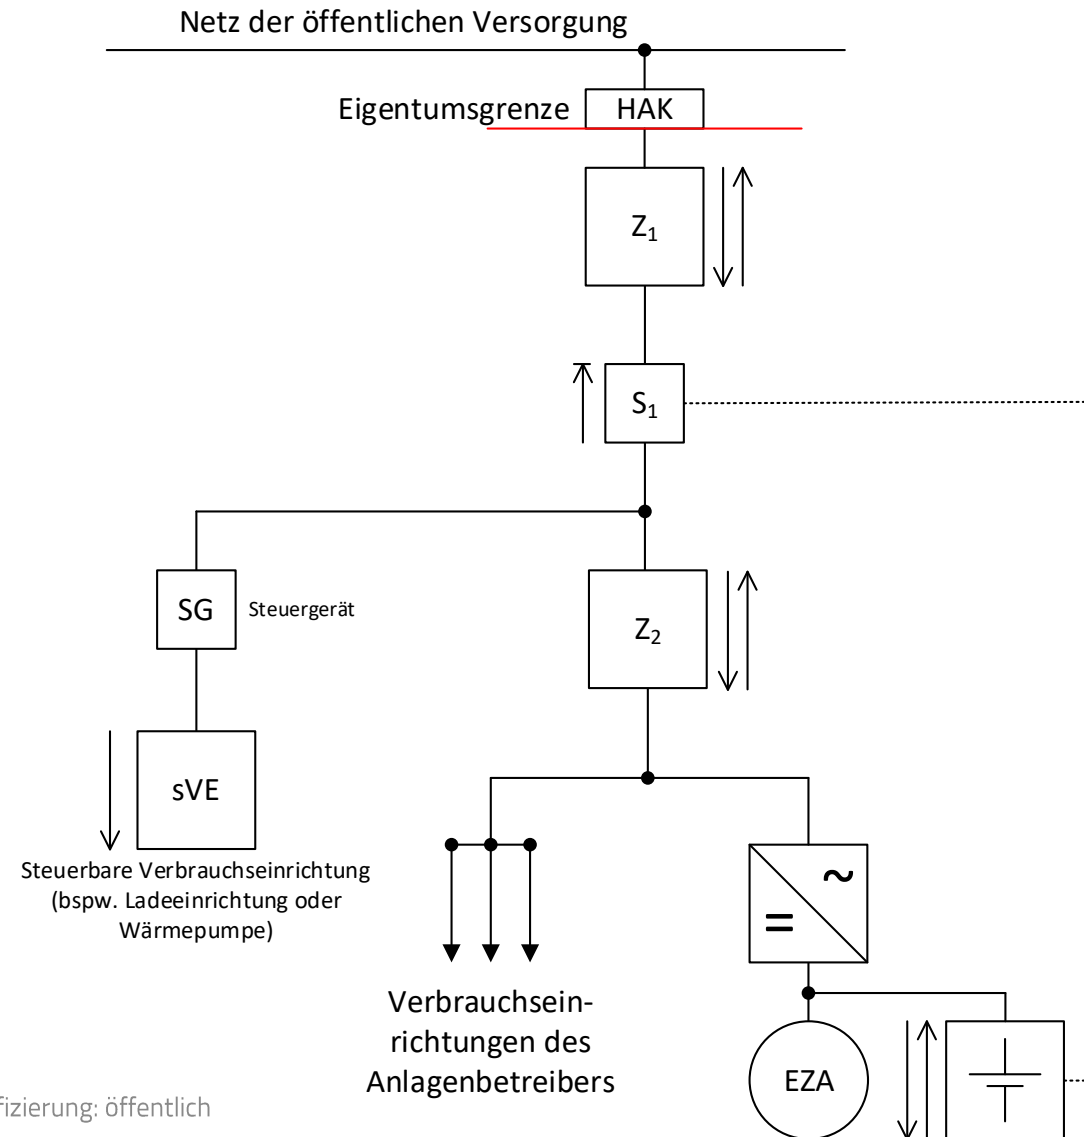 Netz der öffentlichen Versorgung
Eigentumsgrenze
HAK
Z₁
S₁
SG
Steuergerät
Z₂
sVE
Steuerbare Verbrauchseinrichtung
(bspw. Ladeeinrichtung oder
Wärmepumpe)
~
=
Verbrauchsein-
richtungen des
Anlagenbetreibers
EZA
fizierung: öffentlich